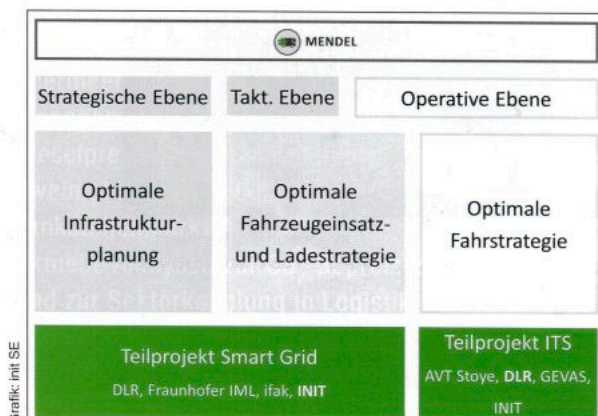 MENDEL
Strategische Ebene
Takt. Ebene
Operative Ebene
Optimale
Infrastruktur-
planung
Optimale
Fahrzeugeinsatz-
und Ladestrategie
Optimale
Fahrstrategie
Teilprojekt Smart Grid
DLR, Fraunhofer IML, ifak, INIT
Teilprojekt ITS
AVT Stoye, DLR, GEVAS,
INIT
Grafik: init SE